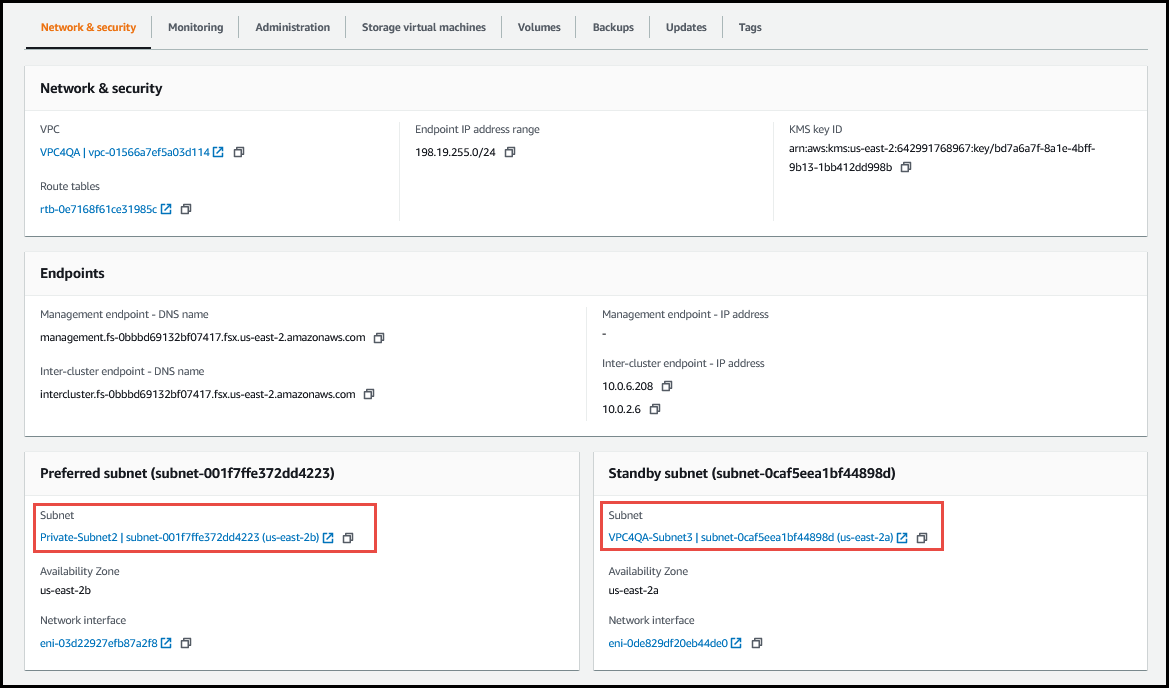 Network & security
Monitoring
Administration
Storage virtual machines
Volumes
Backups
Updates
Tags
Network & security
VPC
VPC4QA | vpc-01566a7ef5a03d114
Route tables
rtb-0e7168f61ce31985c
Endpoint IP address range
198.19.255.0/24
KMS key ID
arn:aws:kms:us-east-2:642991768967:key/bd7a6a7f-8a1e-4bff-
9b13-1bb412dd998b
Endpoints
Management endpoint - DNS name
management.fs-0bbbd69132bf07417.fsx.us-east-2.amazonaws.com
Inter-cluster endpoint - DNS name
intercluster.fs-0bbbd69132bf07417.fsx.us-east-2.amazonaws.com
Management endpoint - IP address
-
Inter-cluster endpoint - IP address
10.0.6.208
10.0.2.6
Preferred subnet (subnet-001f7ffe372dd4223)
Subnet
Private-Subnet2 | subnet-001f7ffe372dd4223 (us-east-2b)
Availability Zone
us-east-2b
Network interface
eni-03d22927efb87a2f8
Standby subnet (subnet-0caf5eea1bf44898d)
Subnet
VPC4QA-Subnet3 | subnet-0caf5eea1bf44898d (us-east-2a)
Availability Zone
us-east-2a
Network interface
eni-0de829df20eb44de0